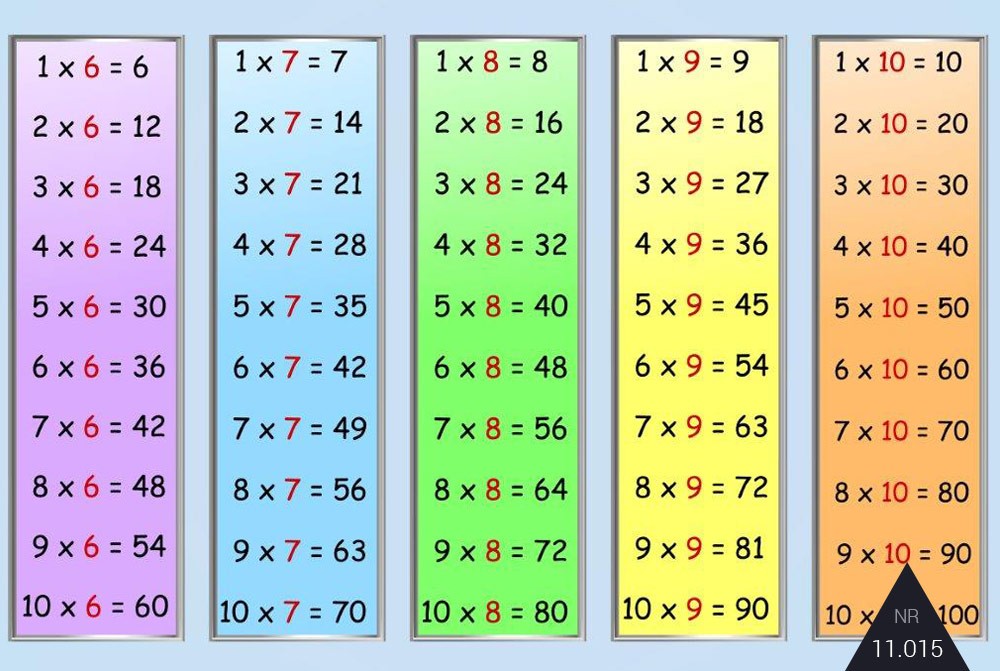 1 x 6 = 6
2 x 6 = 12
3 x 6 = 18
4 x 6 = 24
5 x 6 = 30
6 x 6 = 36
7 x 6 = 42
8 x 6 = 48
9 x 6 = 54
10 x 6 = 60
1 x 7 = 7
2 x 7 = 14
3 x 7 = 21
4 x 7 = 28
5 x 7 = 35
6 x 7 = 42
7 x 7 = 49
8 x 7 = 56
9 x 7 = 63
10 x 7 = 70
1 x 8 = 8
2 x 8 = 16
3 x 8 = 24
4 x 8 = 32
5 x 8 = 40
6 x 8 = 48
7 x 8 = 56
8 x 8 = 64
9 x 8 = 72
10 x 8 = 80
1 x 9 = 9
2 x 9 = 18
3 x 9 = 27
4 x 9 = 36
5 x 9 = 45
6 x 9 = 54
7 x 9 = 63
8 x 9 = 72
9 x 9 = 81
10 x 9 = 90
1 x 10 = 10
2 x 10 = 20
3 x 10 = 30
4 x 10 = 40
5 x 10 = 50
6 x 10 = 60
7 x 10 = 70
8 x 10 = 80
9 x 10 = 90
10 x 100
NR
11.015